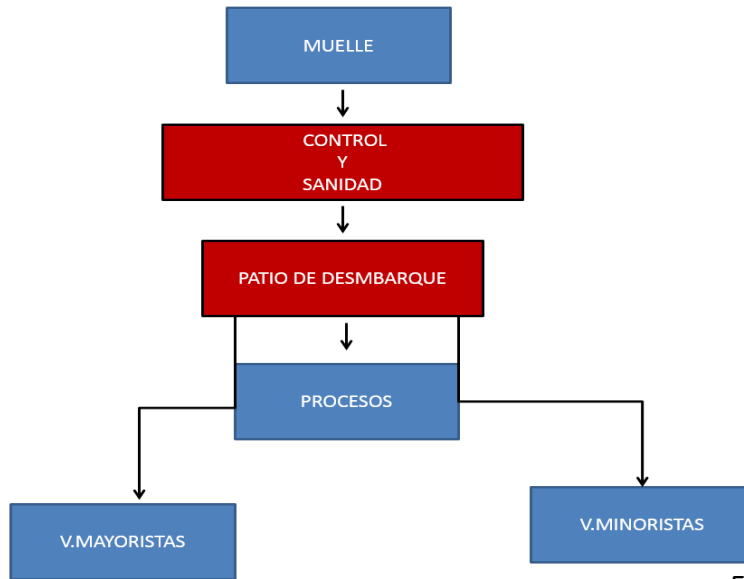 MUELLE
CONTROL
Y
SANIDAD
PATIO DE DESMBARQUE
PROCESOS
V.MAYORISTAS
V.MINORISTAS